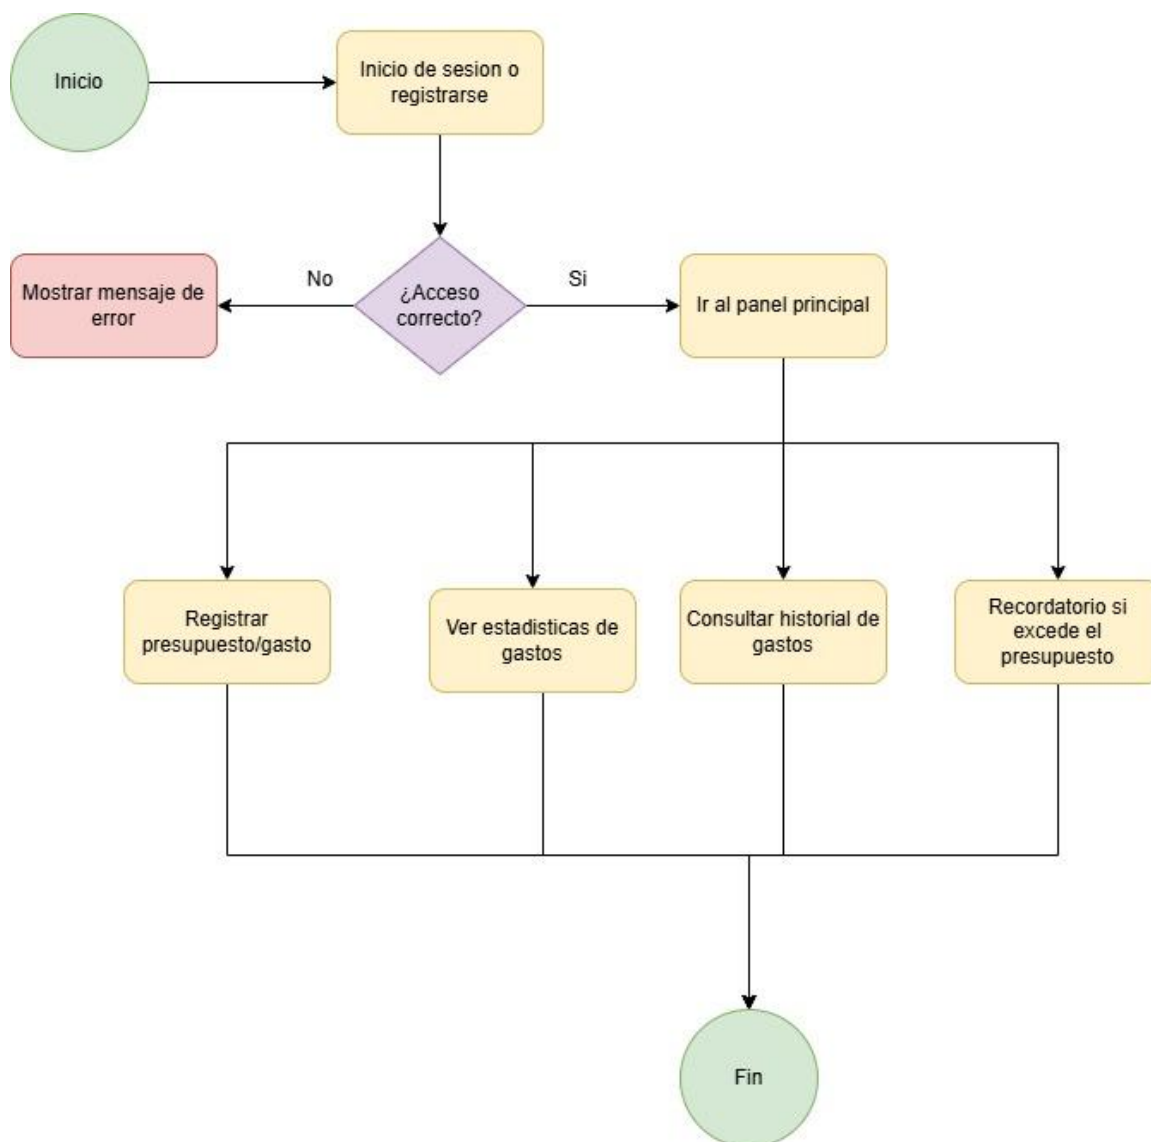 Inicio
Inicio de sesion o
registrarse
Mostrar mensaje de
error
No
¿Acceso
correcto?
Si
Ir al panel principal
Registrar
presupuesto/gasto
Ver estadisticas de
gastos
Consultar historial de
gastos
Recordatorio si
excede el
presupuesto
Fin